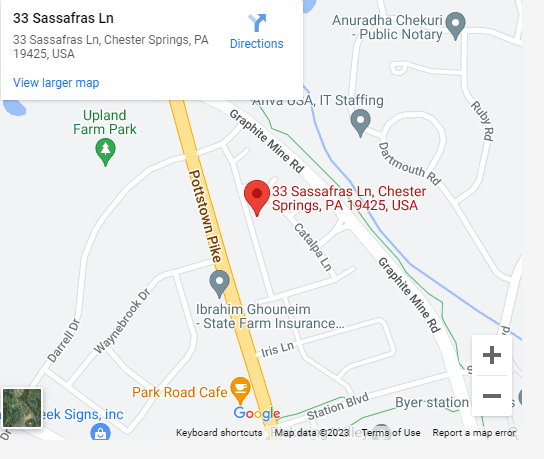 33 Sassafras Ln
33 Sassafras Ln, Chester Springs, PA
19425, USA
Directions
View larger map
Anuradha Chekuri
- Public Notary
Upland
Farm Park
USA, IT Staffing
Graphite Mine Rd
Ruby Rd
Dartmouth Rd
Pottstown Pike
33 Sassafras Ln, Chester
Springs, PA 19425, USA
Catalpa Ln
Graphite Mine Rd
Ibrahim Ghouneim
- State Farm Insurance...
Darrell Dr
Waynebrook Dr
Iris Ln
Park Road Cafe
Station Blvd
Google
eek Signs, inc
Byer station
Keyboard shortcuts
Map data ©2023
Terms of Use
Report a map error